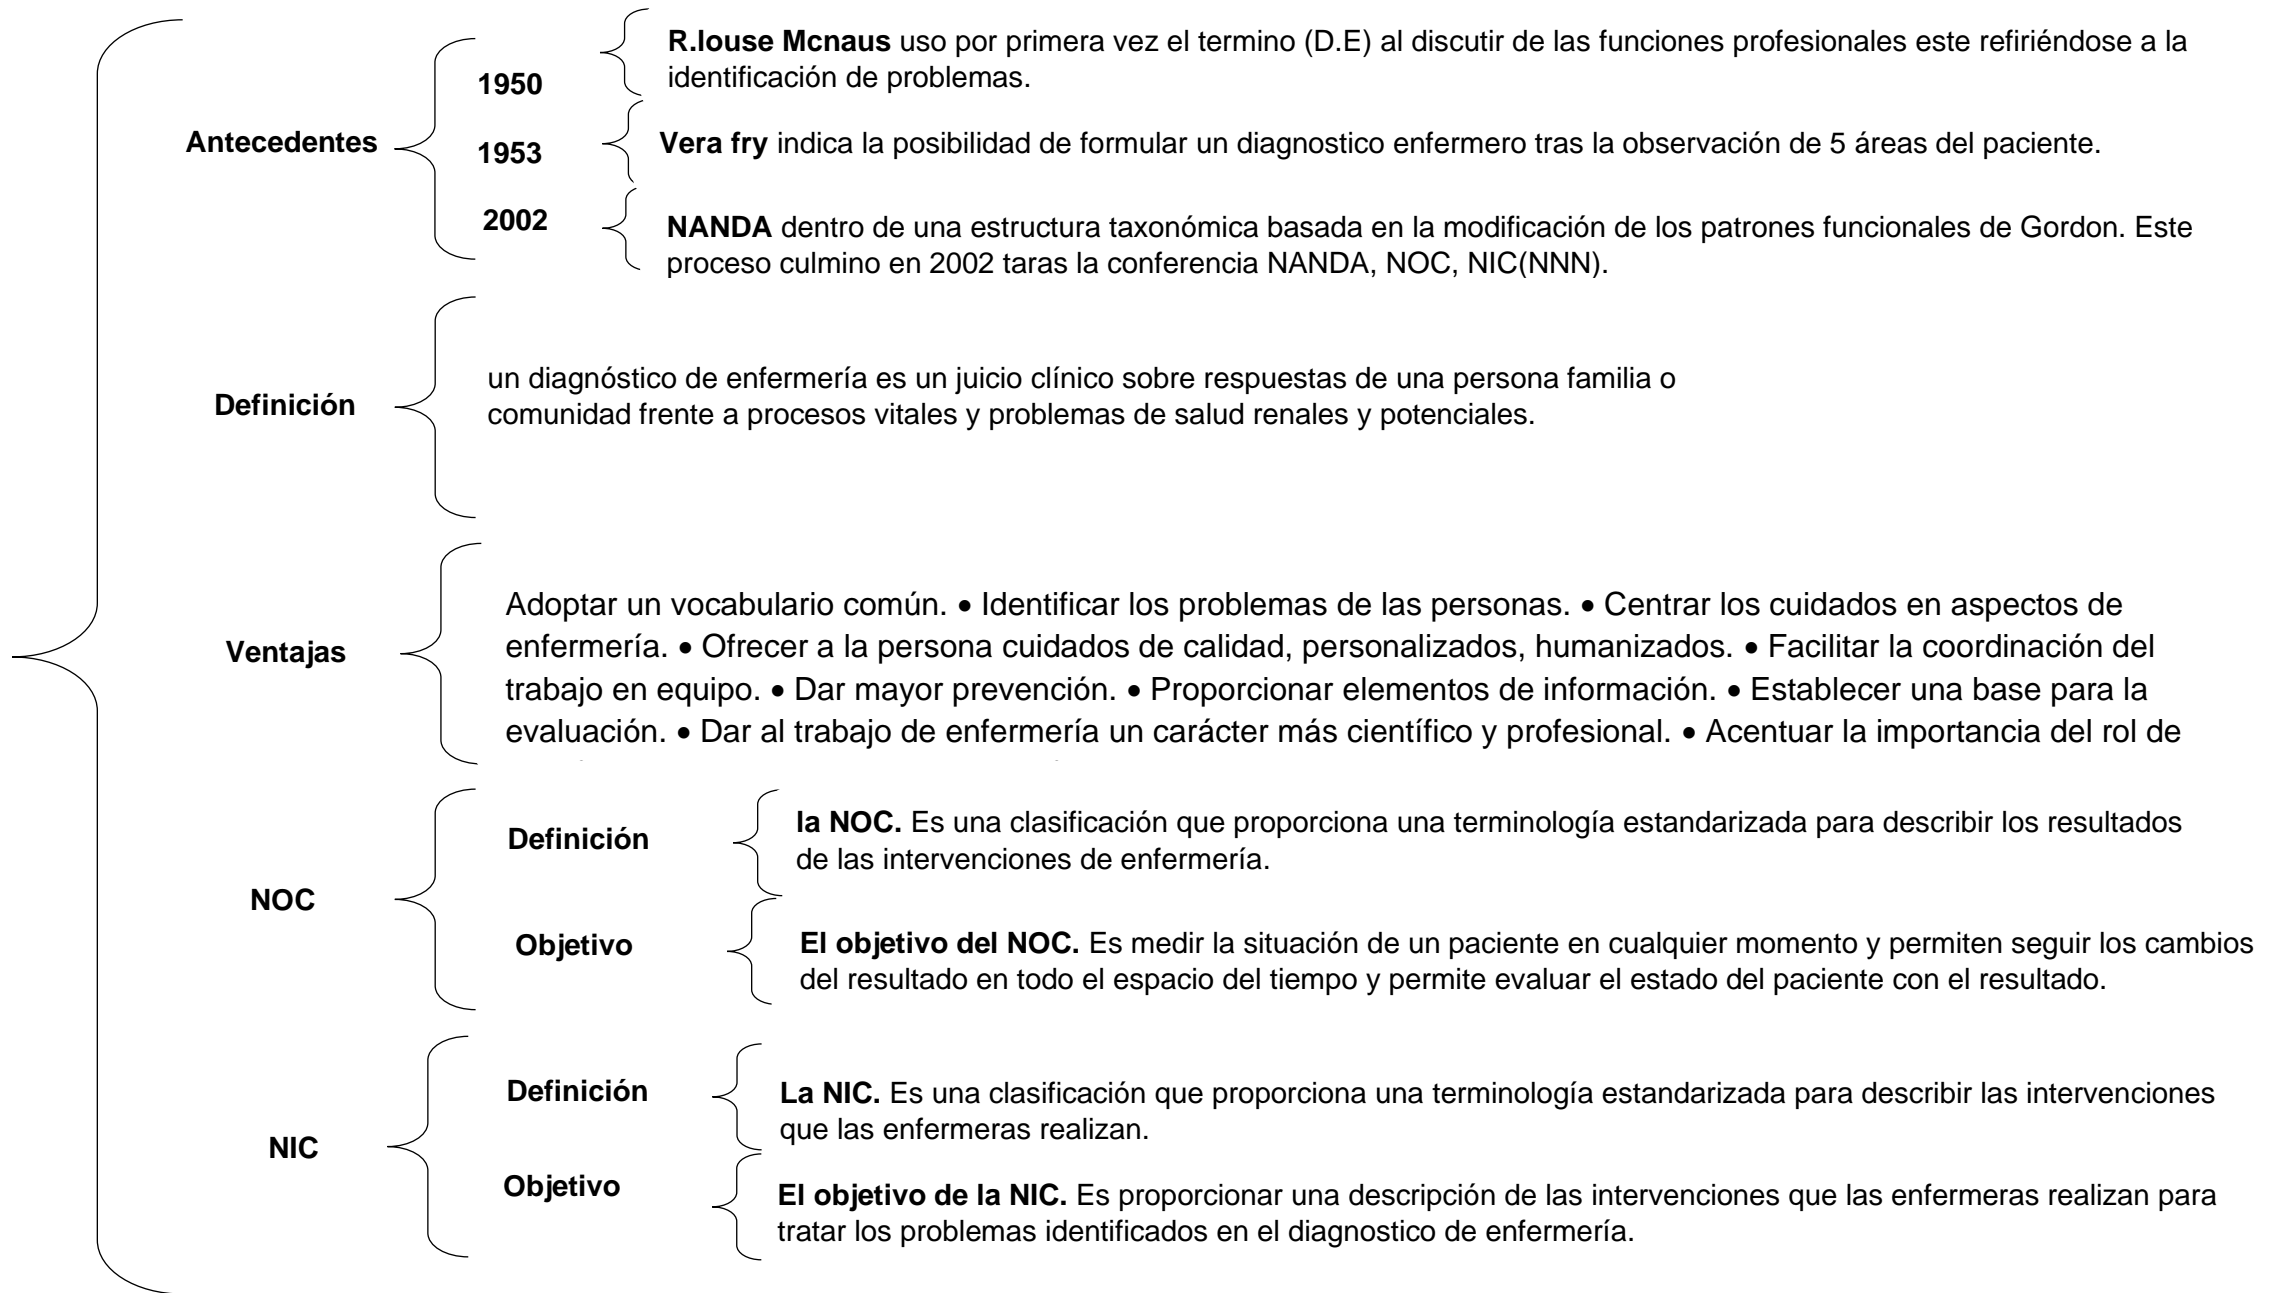 R.louse Mcnaus uso por primera vez el termino (D.E) al discutir de las funciones profesionales este refiriéndose a la
identificación de problemas.
1950
Antecedentes
1953
Vera fry indica la posibilidad de formular un diagnostico enfermero tras la observación de 5 áreas del paciente.
2002
NANDA dentro de una estructura taxonómica basada en la modificación de los patrones funcionales de Gordon. Este
proceso culmino en 2002 taras la conferencia NANDA, NOC, NIC(NNN).
Definición
un diagnóstico de enfermería es un juicio clínico sobre respuestas de una persona familia o
comunidad frente a procesos vitales y problemas de salud renales y potenciales.
Ventajas
Adoptar un vocabulario común. • Identificar los problemas de las personas. • Centrar los cuidados en aspectos de
enfermería. • Ofrecer a la persona cuidados de calidad, personalizados, humanizados. • Facilitar la coordinación del
trabajo en equipo. • Dar mayor prevención. • Proporcionar elementos de información. • Establecer una base para la
evaluación. • Dar al trabajo de enfermería un carácter más científico y profesional. • Acentuar la importancia del rol de
NOC
Definición
la NOC. Es una clasificación que proporciona una terminología estandarizada para describir los resultados
de las intervenciones de enfermería.
Objetivo
El objetivo del NOC. Es medir la situación de un paciente en cualquier momento y permiten seguir los cambios
del resultado en todo el espacio del tiempo y permite evaluar el estado del paciente con el resultado.
NIC
Definición
La NIC. Es una clasificación que proporciona una terminología estandarizada para describir las intervenciones
que las enfermeras realizan.
Objetivo
El objetivo de la NIC. Es proporcionar una descripción de las intervenciones que las enfermeras realizan para
tratar los problemas identificados en el diagnostico de enfermería.